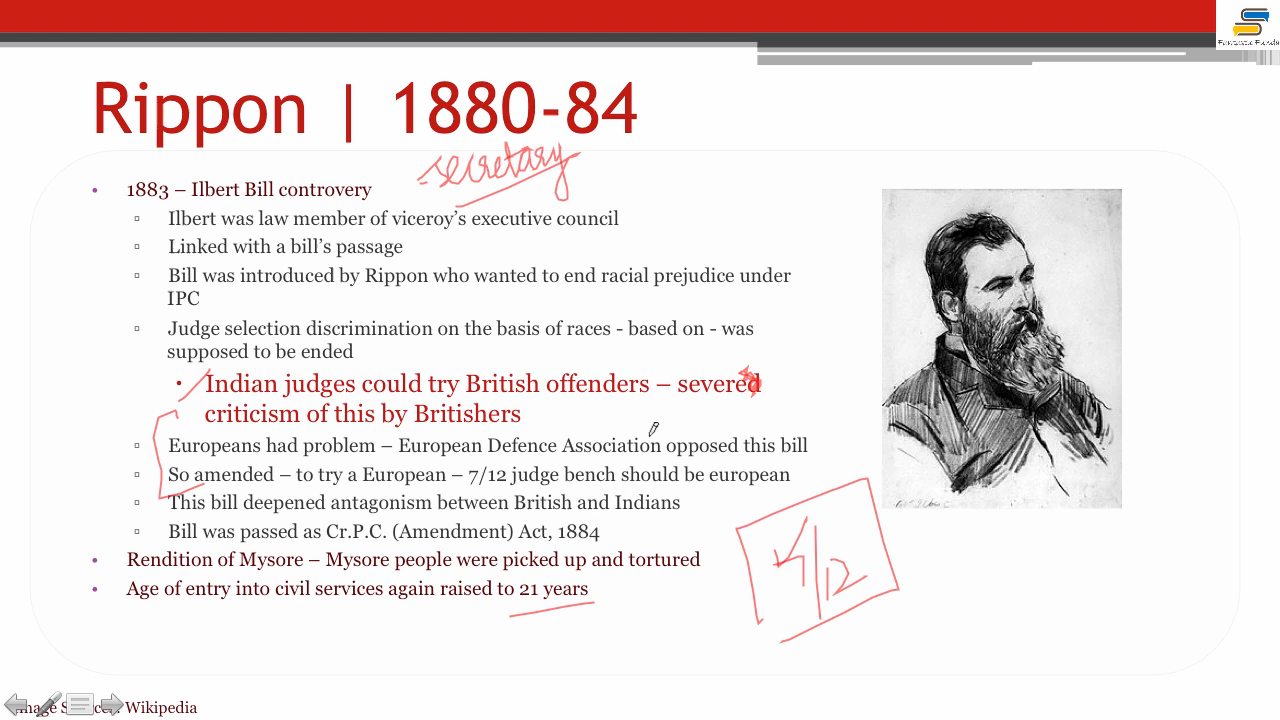 Fantastic Funda
Rippon | 1880-84
secretary
• 1883 – Ilbert Bill controvery
▫ Ilbert was law member of viceroy's executive council
▫ Linked with a bill's passage
▫ Bill was introduced by Rippon who wanted to end racial prejudice under
IPC
▫ Judge selection discrimination on the basis of races - based on - was
supposed to be ended
• Indian judges could try British offenders – severed
criticism of this by Britishers
▫ Europeans had problem – European Defence Association opposed this bill
▫ So amended – to try a European – 7/12 judge bench should be european
▫ This bill deepened antagonism between British and Indians
▫ Bill was passed as Cr.P.C. (Amendment) Act, 1884
• Rendition of Mysore – Mysore people were picked up and tortured
• Age of entry into civil services again raised to 21 years
7/12
Wikipedia